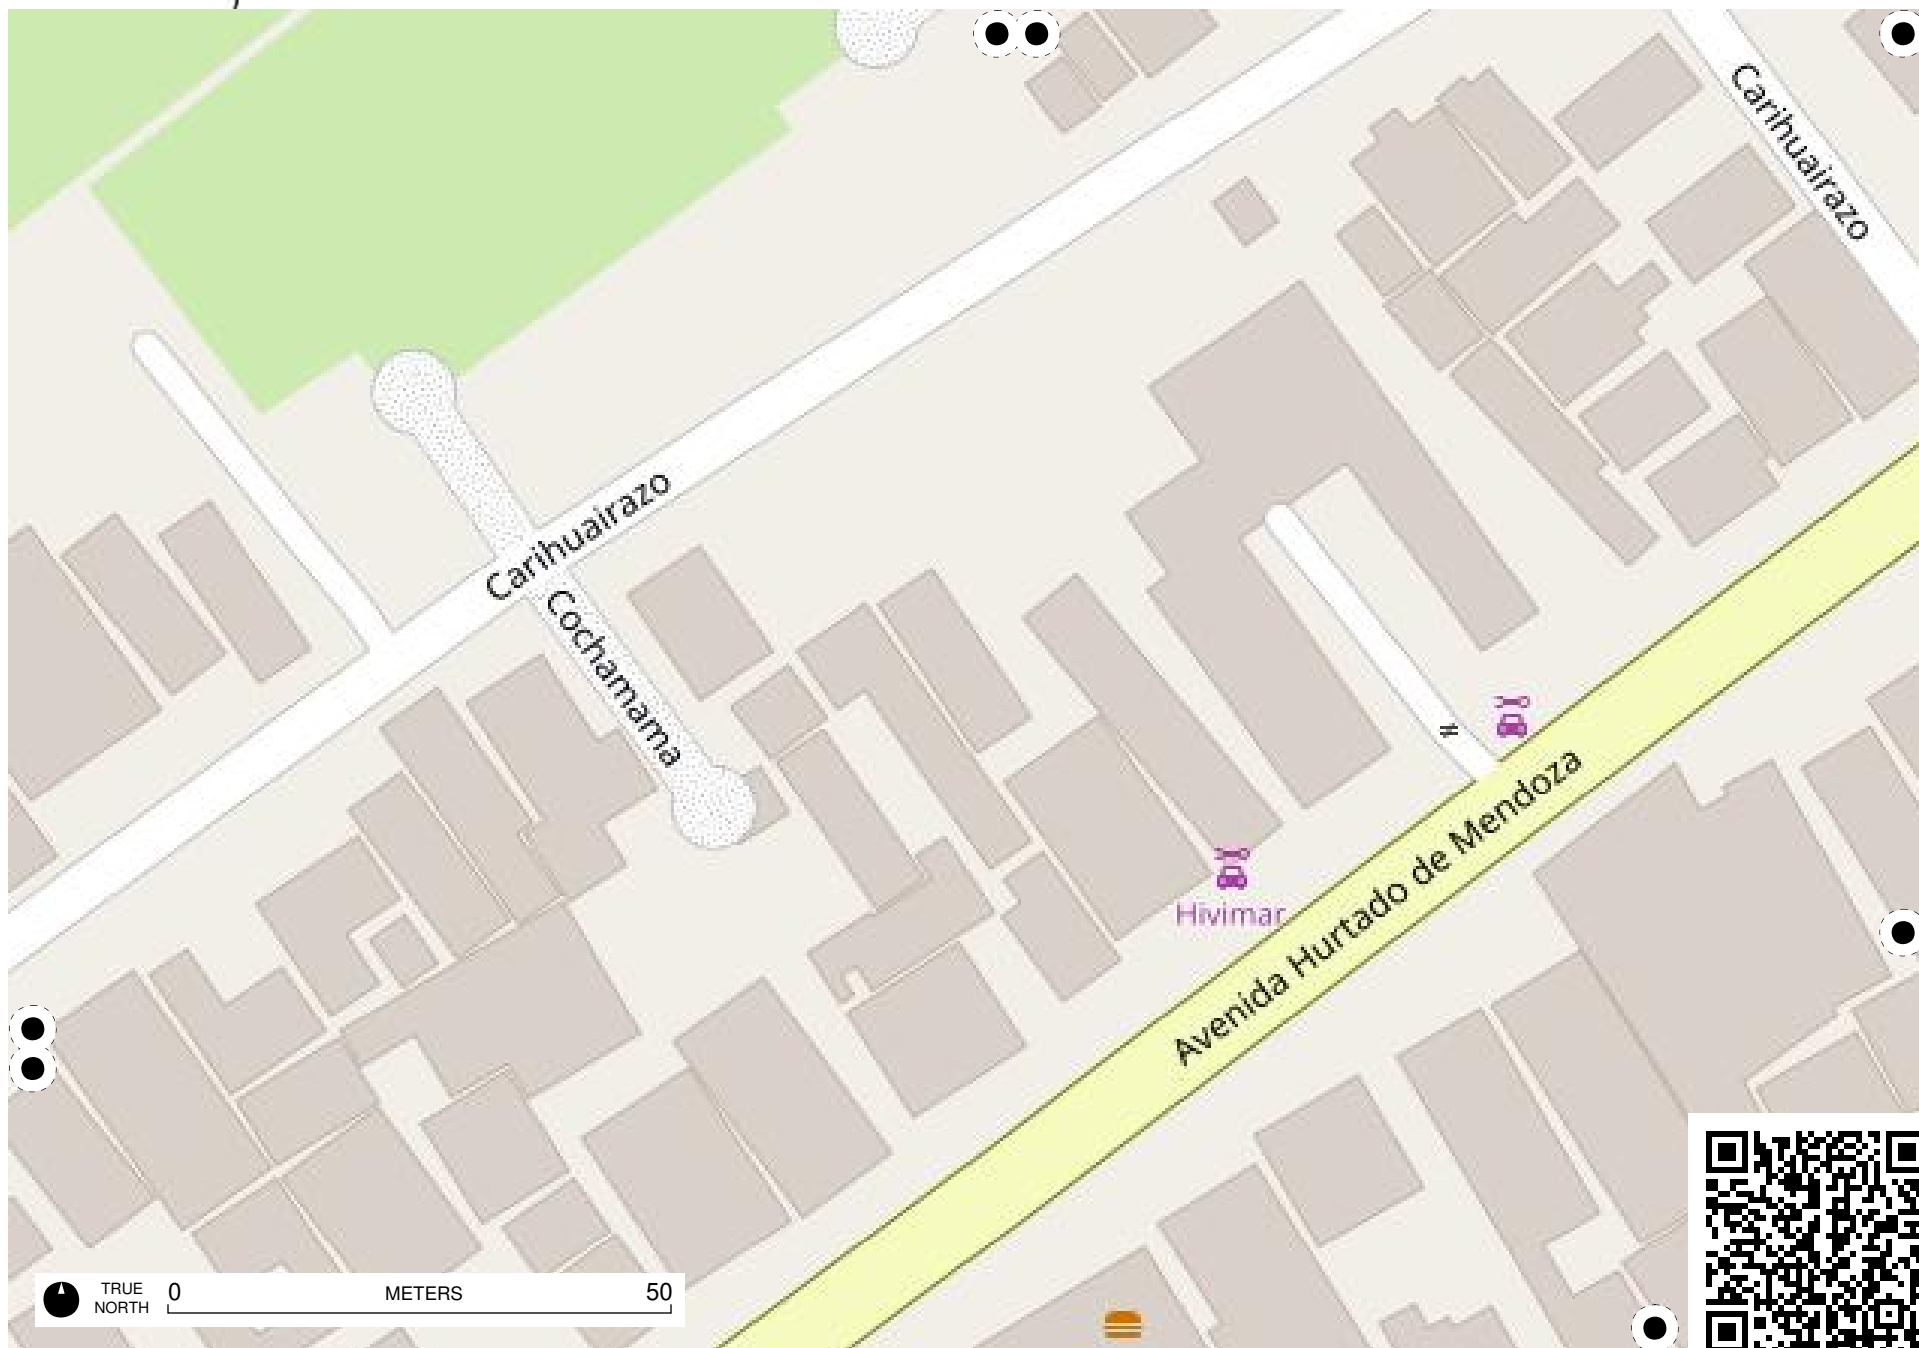 Carihuairazo
Carihuairazo
Cochamama
Hivimar
Avenida Hurtado de Mendoza
TRUE
NORTH
0 METERS 50